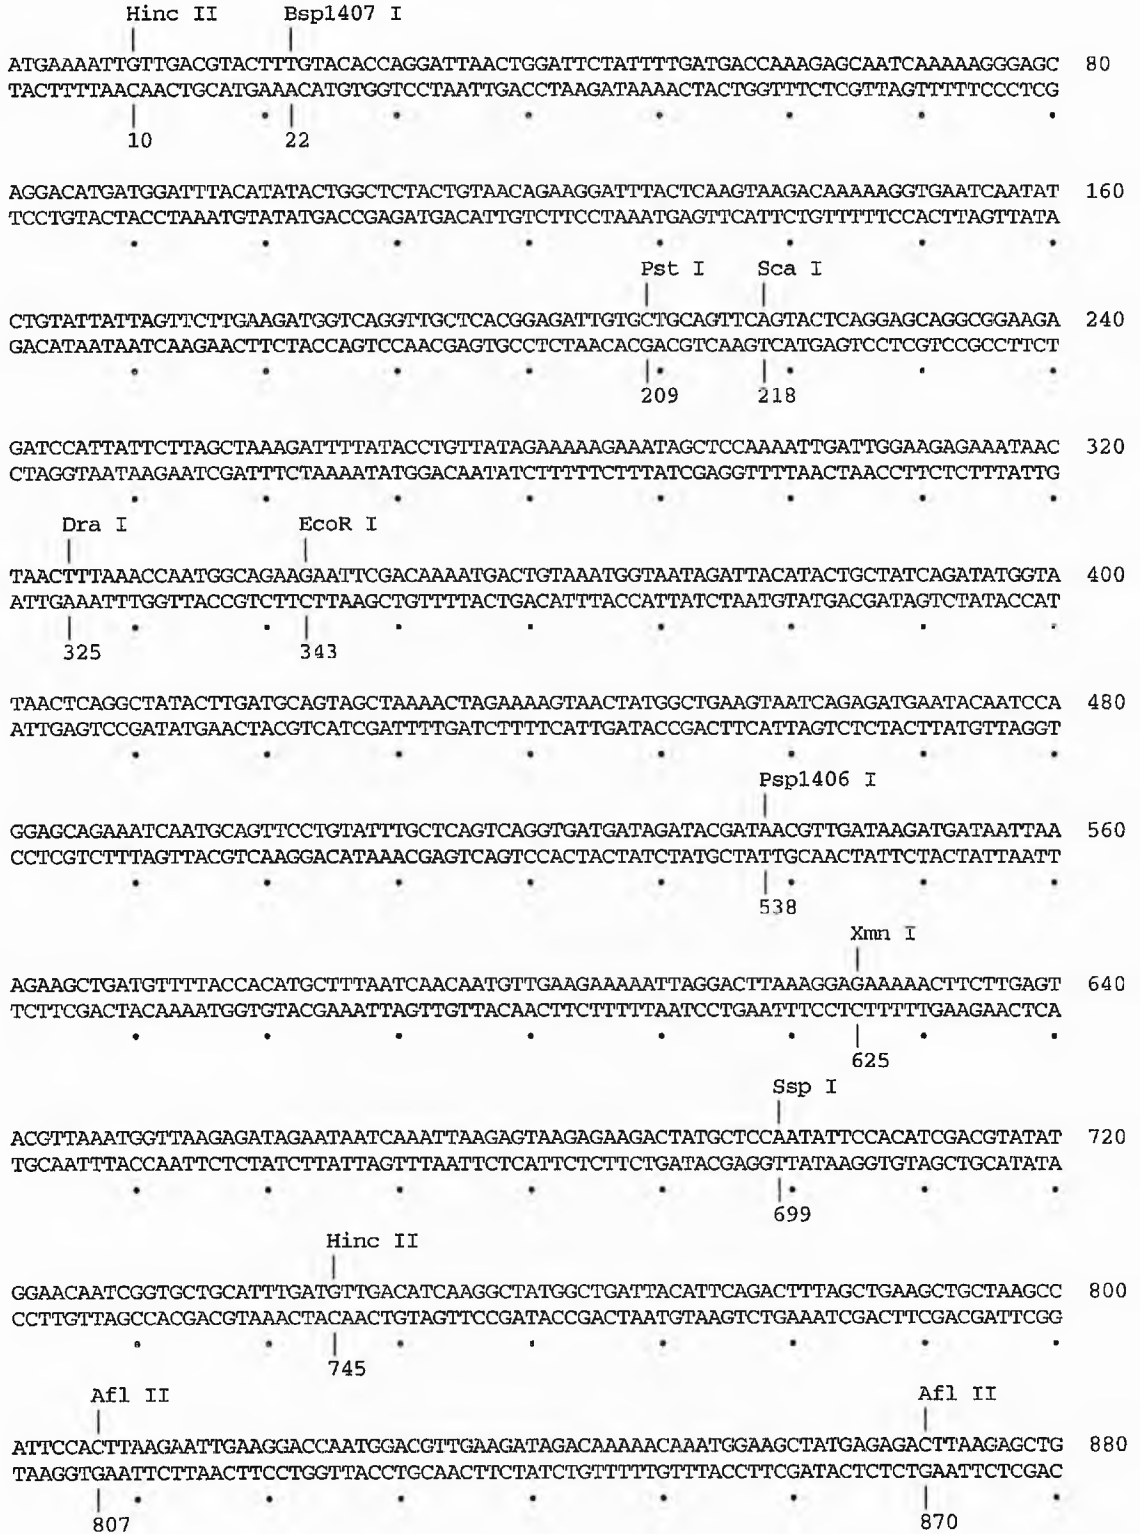 Hinc II Bsp1407 I
ATGAAAATTGTTGACGTACTTTGTACACCAGGATTAACTGGATTCTATTTTGATGACCAAAGAGCAATCAAAAAGGGAGC 80
TACTTTTAACAACTGCATGAAACATGTGGTCCTAATTGACCTAAGATAAAACTACTGGTTTCTCGTTAGTTTTTCCCTCG
10 22
AGGACATGATGGATTTACATATACTGGCTCTACTGTAACAGAAGGATTTACTCAAGTAAGACAAAAAGGTGAATCAATAT 160
TCCTGTACTACCTAAATGTATATGACCGAGATGACATTGTCTTCCTAAATGAGTTCATTCTGTTTTTCCACTTAGTTATA
Pst I Sca I
CTGTATTATTAGTTCTTGAAGATGGTCAGGTTGCTCACGGAGATTGTGCTGCAGTTCAGTACTCAGGAGCAGGCGGAAGA 240
GACATAATAATCAAGAACTTCTACCAGTCCAACGAGTGCCTCTAACACGACGTCAAGTCATGAGTCCTCGTCCGCCTTCT
209 218
GATCCATTATTCTTAGCTAAAGATTTTATACCTGTTATAGAAAAAGAAATAGCTCCAAAATTGATTGGAAGAGAAATAAC 320
CTAGGTAATAAGAATCGATTTCTAAAATATGGACAATATCTTTTTCTTTATCGAGGTTTTAACTAACCTTCTCTTTATTG
Dra I EcoR I
TAACTTTAAACCAATGGCAGAAGAATTCGACAAAATGACTGTAAATGGTAATAGATTACATACTGCTATCAGATATGGTA 400
ATTGAAATTTGGTTACCGTCTTCTTAAGCTGTTTTACTGACATTTACCATTATCTAATGTATGACGATAGTCTATACCAT
325 343
TAACTCAGGCTATACTTGATGCAGTAGCTAAAACTAGAAAAGTAACTATGGCTGAAGTAATCAGAGATGAATACAATCCA 480
ATTGAGTCCGATATGAACTACGTCATCGATTTTGATCTTTTCATTGATACCGACTTCATTAGTCTCTACTTATGTTAGGT
Psp1406 I
GGAGCAGAAATCAATGCAGTTCCTGTATTTGCTCAGTCAGGTGATGATAGATACGATAACGTTGATAAGATGATAATTAA 560
CCTCGTCTTTAGTTACGTCAAGGACATAAACGAGTCAGTCCACTACTATCTATGCTATTGCAACTATTCTACTATTAATT
538
Xmn I
AGAAGCTGATGTTTTACCACATGCTTTAATCAACAATGTTGAAGAAAAATTAGGACTTAAAGGAGAAAAACTTCTTGAGT 640
TCTTCGACTACAAAATGGTGTACGAAATTAGTTGTTACAACTTCTTTTTAATCCTGAATTTCCTCTTTTTGAAGAACTCA
625
Ssp I
ACGTTAAATGGTTAAGAGATAGAATAATCAAATTAAGAGTAAGAGAAGACTATGCTCCAATATTCCACATCGACGTATAT 720
TGCAATTTACCAATTCTCTATCTTATTAGTTTAATTCTCATTCTCTTCTGATACGAGGTTATAAGGTGTAGCTGCATATA
699
Hinc II
GGAACAATCGGTGCTGCATTTGATGTTGACATCAAGGCTATGGCTGATTACATTCAGACTTTAGCTGAAGCTGCTAAGCC 800
CCTTGTTAGCCACGACGTAAACTACAACTGTAGTTCCGATACCGACTAATGTAAGTCTGAAATCGACTTCGACGATTCGG
745
Afl II Afl II
ATTCCACTTAAGAATTGAAGGACCAATGGACGTTGAAGATAGACAAAAACAAATGGAAGCTATGAGAGACTTAAGAGCTG 880
TAAGGTGAATTCTTAACTTCCTGGTTACCTGCAACTTCTATCTGTTTTTGTTTACCTTCGATACTCTCTGAATTCTCGAC
807 870